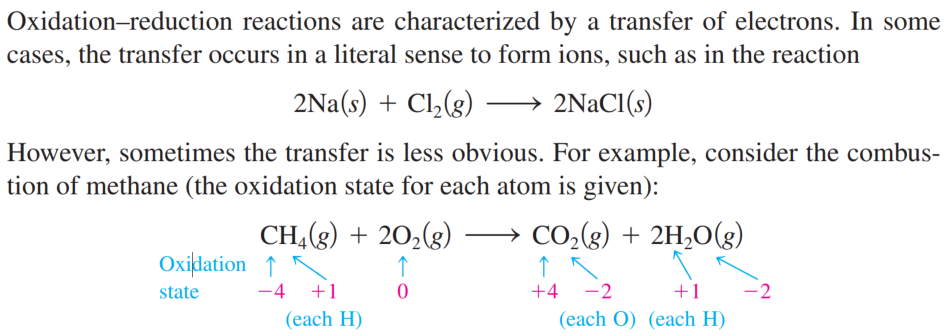 Oxidation–reduction reactions are characterized by a transfer of electrons. In some
cases, the transfer occurs in a literal sense to form ions, such as in the reaction
2Na(s) + Cl₂(g) ⟶ 2NaCl(s)
However, sometimes the transfer is less obvious. For example, consider the combus-
tion of methane (the oxidation state for each atom is given):
CH₄(g) + 2O₂(g) ⟶ CO₂(g) + 2H₂O(g)
Oxidation ↑ ↖ ↑ ↑ ↖ ↖ ↖
state −4 +1 0 +4 −2 +1 −2
(each H) (each O) (each H)